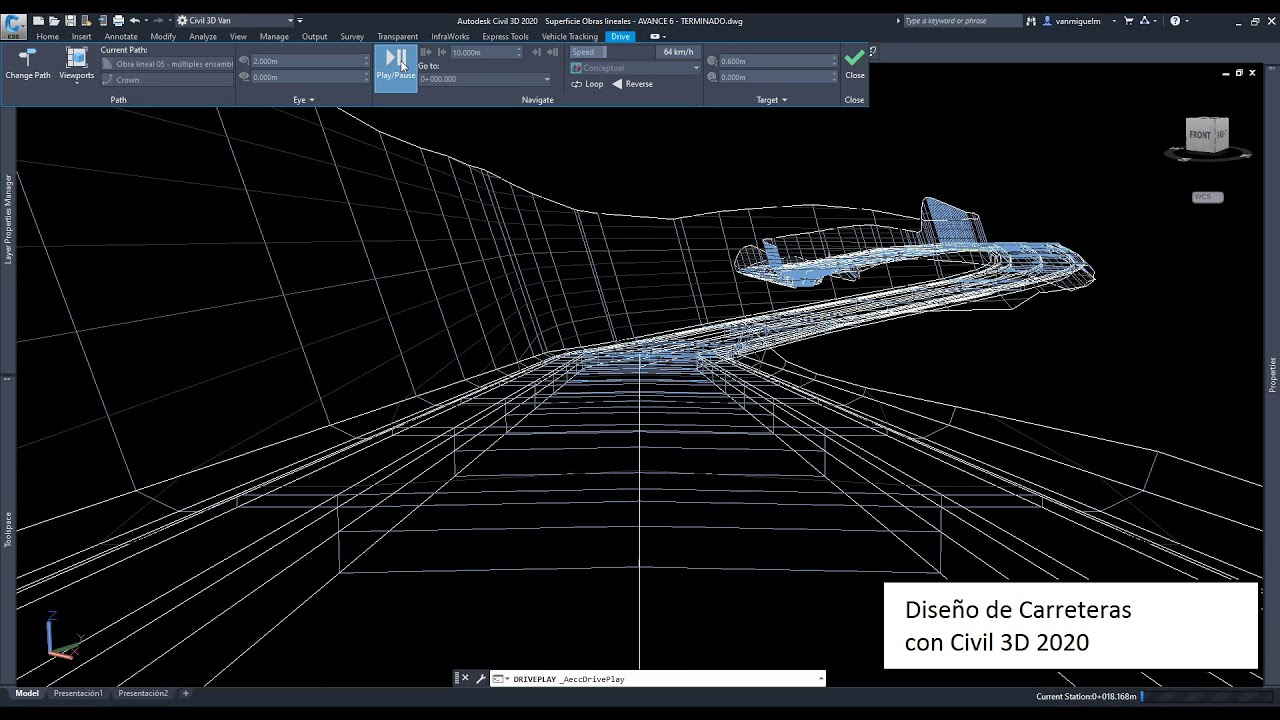 Civil 3D Van
Autodesk Civil 3D 2020 Superficie Obras lineales - AVANCE 6 - TERMINADO.dwg
Type a keyword or phrase
vanmiguelm
C3D
Home Insert Annotate Modify Analyze View Manage Output Survey Transparent InfraWorks Express Tools Vehicle Tracking Drive
Change Path
Viewports
Current Path:
Obra lineal 05 - múltiples ensambl
Crown
Path
2.000m
0.000m
Eye
Play/Pause
10.000m
Go to:
0+000.000
Navigate
Speed
64 km/h
Conceptual
Loop
Reverse
0.600m
0.000m
Target
Close
Close
Layer Properties Manager
Toolspace
Properties
FRONT
WCS
Z
Y
X
Diseño de Carreteras
con Civil 3D 2020
DRIVEPLAY _AeccDrivePlay
Model Presentación1 Presentación2 +
Current Station:0+018.168m